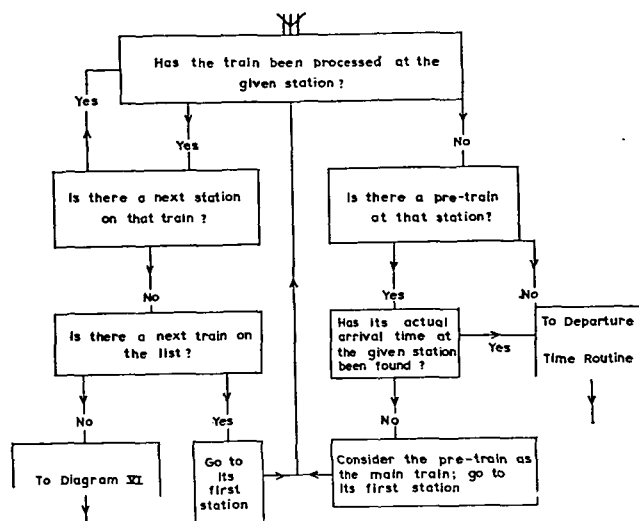 Has the train been processed at the
given station?
Yes
Yes
No
Is there a next station
on that train?
Is there a pre-train
at that station?
No
Yes
No
Is there a next train on
the list?
Has its actual
arrival time at
the given station
been found?
Yes
To Departure
Time Routine
No
Yes
No
To Diagram VI
Go to
its
first
station
Consider the pre-train as
the main train; go to
its first station